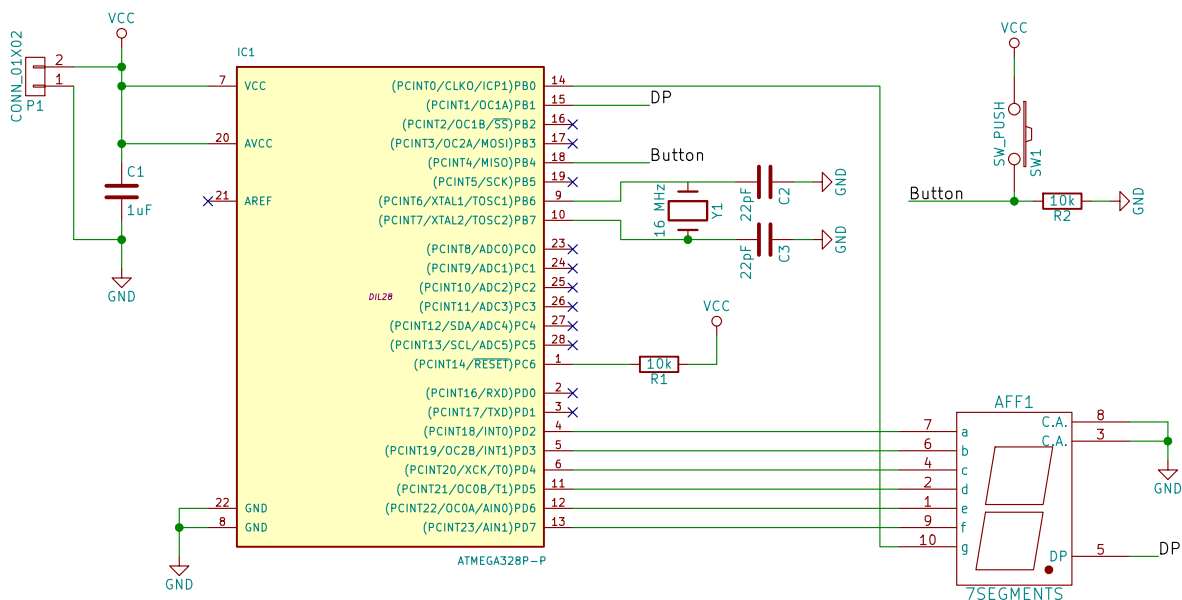 VCC
CONN_01X02
2
1
P1
IC1
7 VCC
20 AVCC
C1
1uF
21 AREF
GND
DIL28
22 GND
8 GND
GND
ATMEGA328P-P
(PCINT0/CLKO/ICP1)PB0 14
(PCINT1/OC1A)PB1 15 DP
(PCINT2/OC1B/SS)PB2 16
(PCINT3/OC2A/MOSI)PB3 17
(PCINT4/MISO)PB4 18 Button
(PCINT5/SCK)PB5 19
(PCINT6/XTAL1/TOSC1)PB6 9
(PCINT7/XTAL2/TOSC2)PB7 10
(PCINT8/ADC0)PC0 23
(PCINT9/ADC1)PC1 24
(PCINT10/ADC2)PC2 25
(PCINT11/ADC3)PC3 26
(PCINT12/SDA/ADC4)PC4 27
(PCINT13/SCL/ADC5)PC5 28
(PCINT14/RESET)PC6 1
(PCINT16/RXD)PD0 2
(PCINT17/TXD)PD1 3
(PCINT18/INT0)PD2 4
(PCINT19/OC2B/INT1)PD3 5
(PCINT20/XCK/T0)PD4 6
(PCINT21/OC0B/T1)PD5 11
(PCINT22/OC0A/AIN0)PD6 12
(PCINT23/AIN1)PD7 13
16 MHz
Y1
22pF
C2
GND
22pF
C3
GND
VCC
10k
R1
VCC
SW_PUSH
SW1
Button
10k
R2
GND
AFF1
7 a
6 b
4 c
2 d
1 e
9 f
10 g
C.A. 8
C.A. 3
GND
DP 5 DP
7SEGMENTS